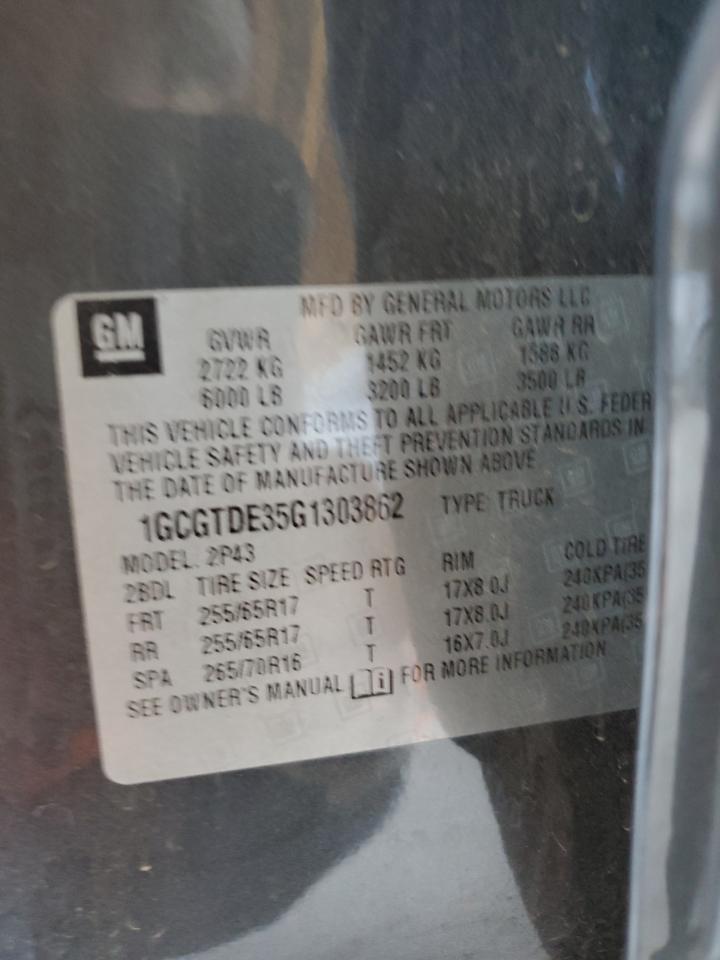 GM
MFD BY GENERAL MOTORS LLC
GVWR GAWR FRT GAWR RR
2722 KG 1452 KG 1588 KG
6000 LB 3200 LB 3500 LB
THIS VEHICLE CONFORMS TO ALL APPLICABLE U.S. FEDER
VEHICLE SAFETY AND THEFT PREVENTION STANDARDS IN
THE DATE OF MANUFACTURE SHOWN ABOVE
1GCGTDE35G1303862 TYPE: TRUCK
MODEL: 2P43
2BDL TIRE SIZE SPEED RTG RIM COLD TIRE
FRT 255/65R17 T 17X8.0J 240KPA(35
RR 255/65R17 T 17X8.0J 240KPA(35
SPA 265/70R16 T 16X7.0J 240KPA(35
SEE OWNER'S MANUAL FOR MORE INFORMATION